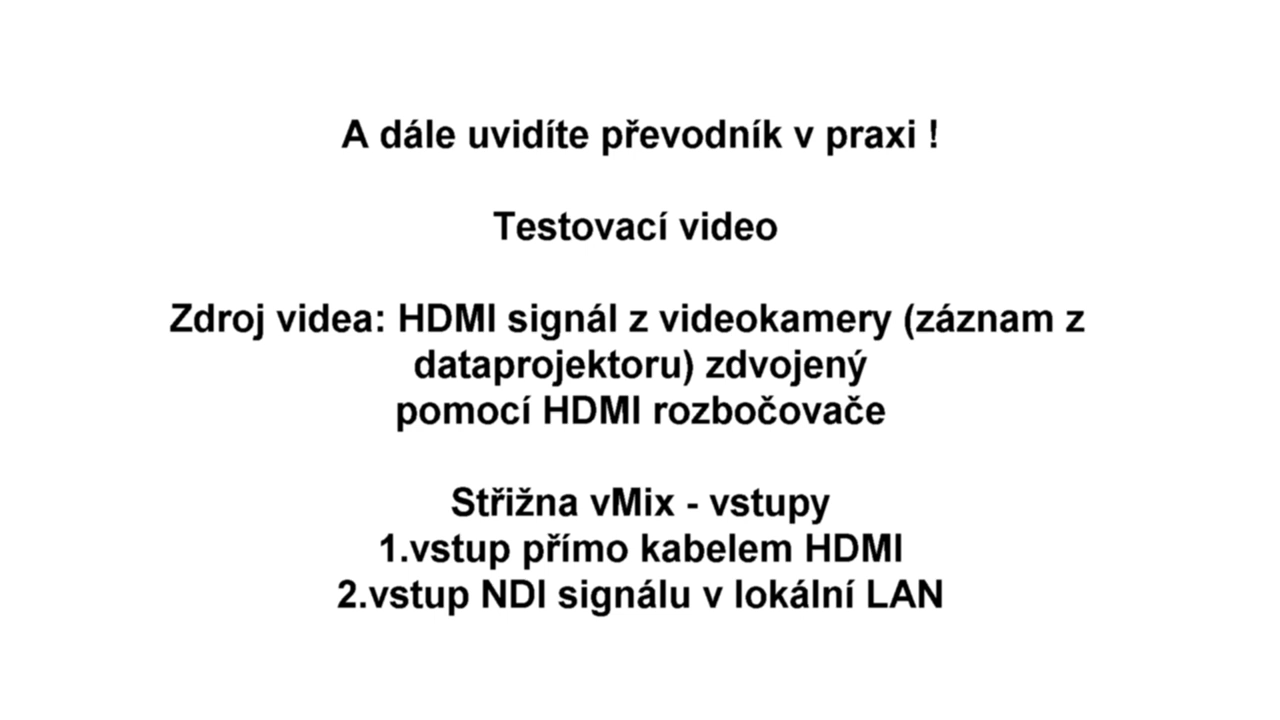 A dále uvidíte převodník v praxi !
Testovací video
Zdroj videa: HDMI signál z videokamery (záznam z
dataprojektoru) zdvojený
pomocí HDMI rozbočovače
Střižna vMix - vstupy
1.vstup přímo kabelem HDMI
2.vstup NDI signálu v lokální LAN